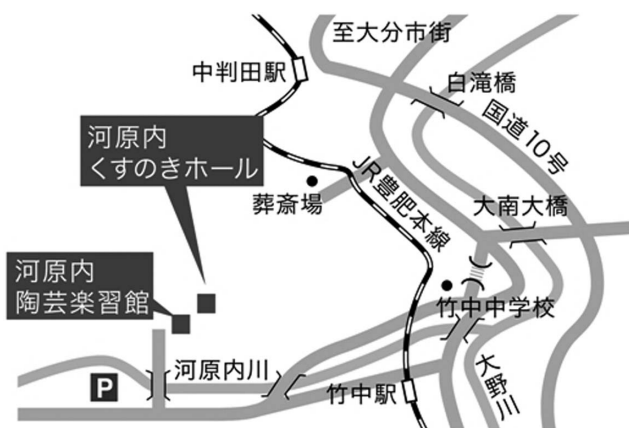 至大分市街
中判田駅
白滝橋
国道10号
河原内
くすのきホール
JR豊肥本線
葬斎場
大南大橋
河原内
陶芸楽習館
竹中中学校
河原内川
P
竹中駅
大野川